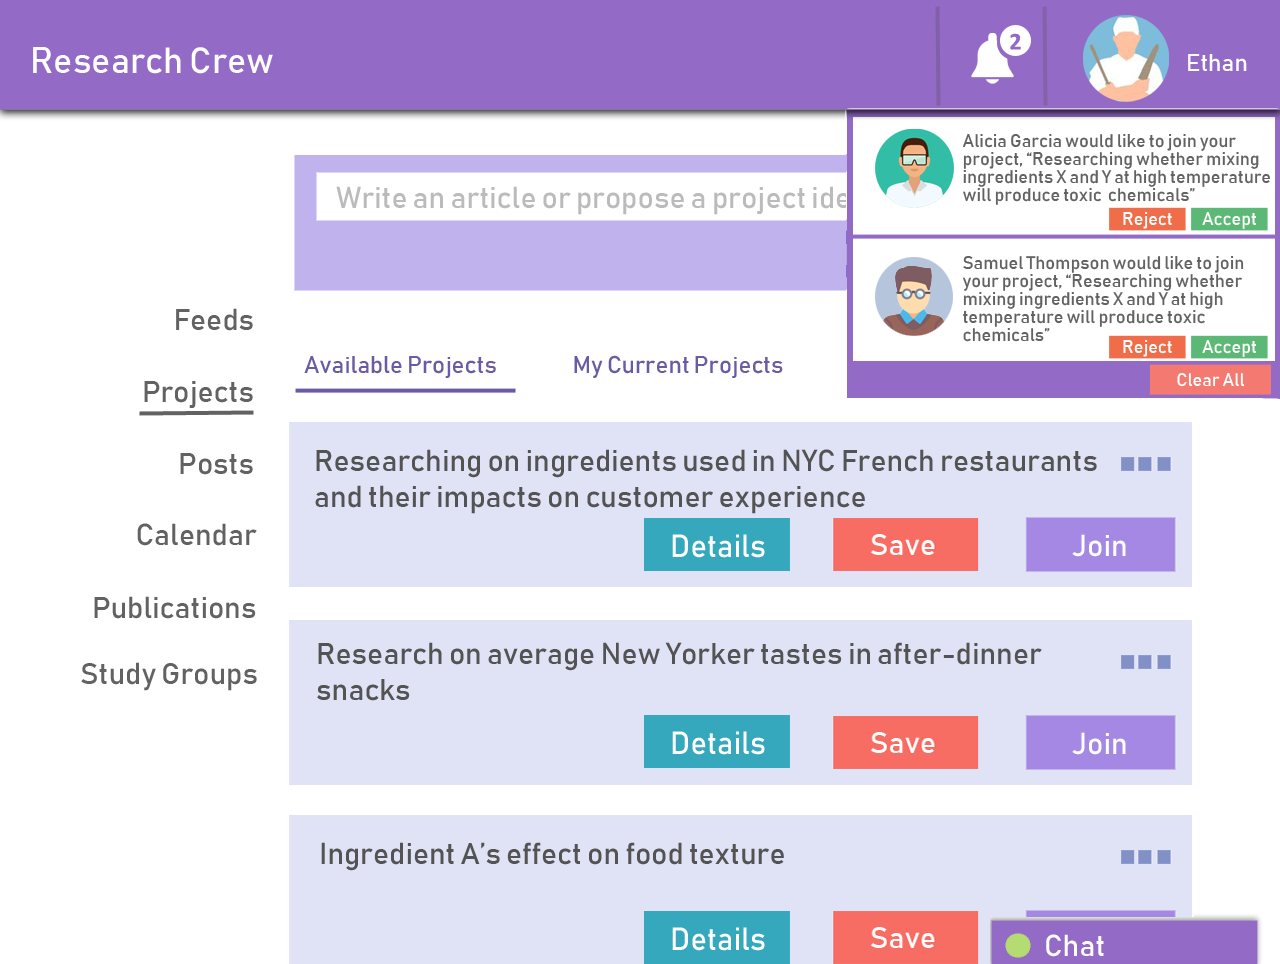 Research Crew
2
Ethan
Alicia Garcia would like to join your
project, “Researching whether mixing
ingredients X and Y at high temperature
will produce toxic chemicals”
Reject
Accept
Samuel Thompson would like to join
your project, “Researching whether
mixing ingredients X and Y at high
temperature will produce toxic
chemicals”
Reject
Accept
Clear All
Write an article or propose a project ide
Feeds
Projects
Posts
Calendar
Publications
Study Groups
Available Projects
My Current Projects
Researching on ingredients used in NYC French restaurants
and their impacts on customer experience
Details
Save
Join
Research on average New Yorker tastes in after-dinner
snacks
Details
Save
Join
Ingredient A’s effect on food texture
Details
Save
Chat